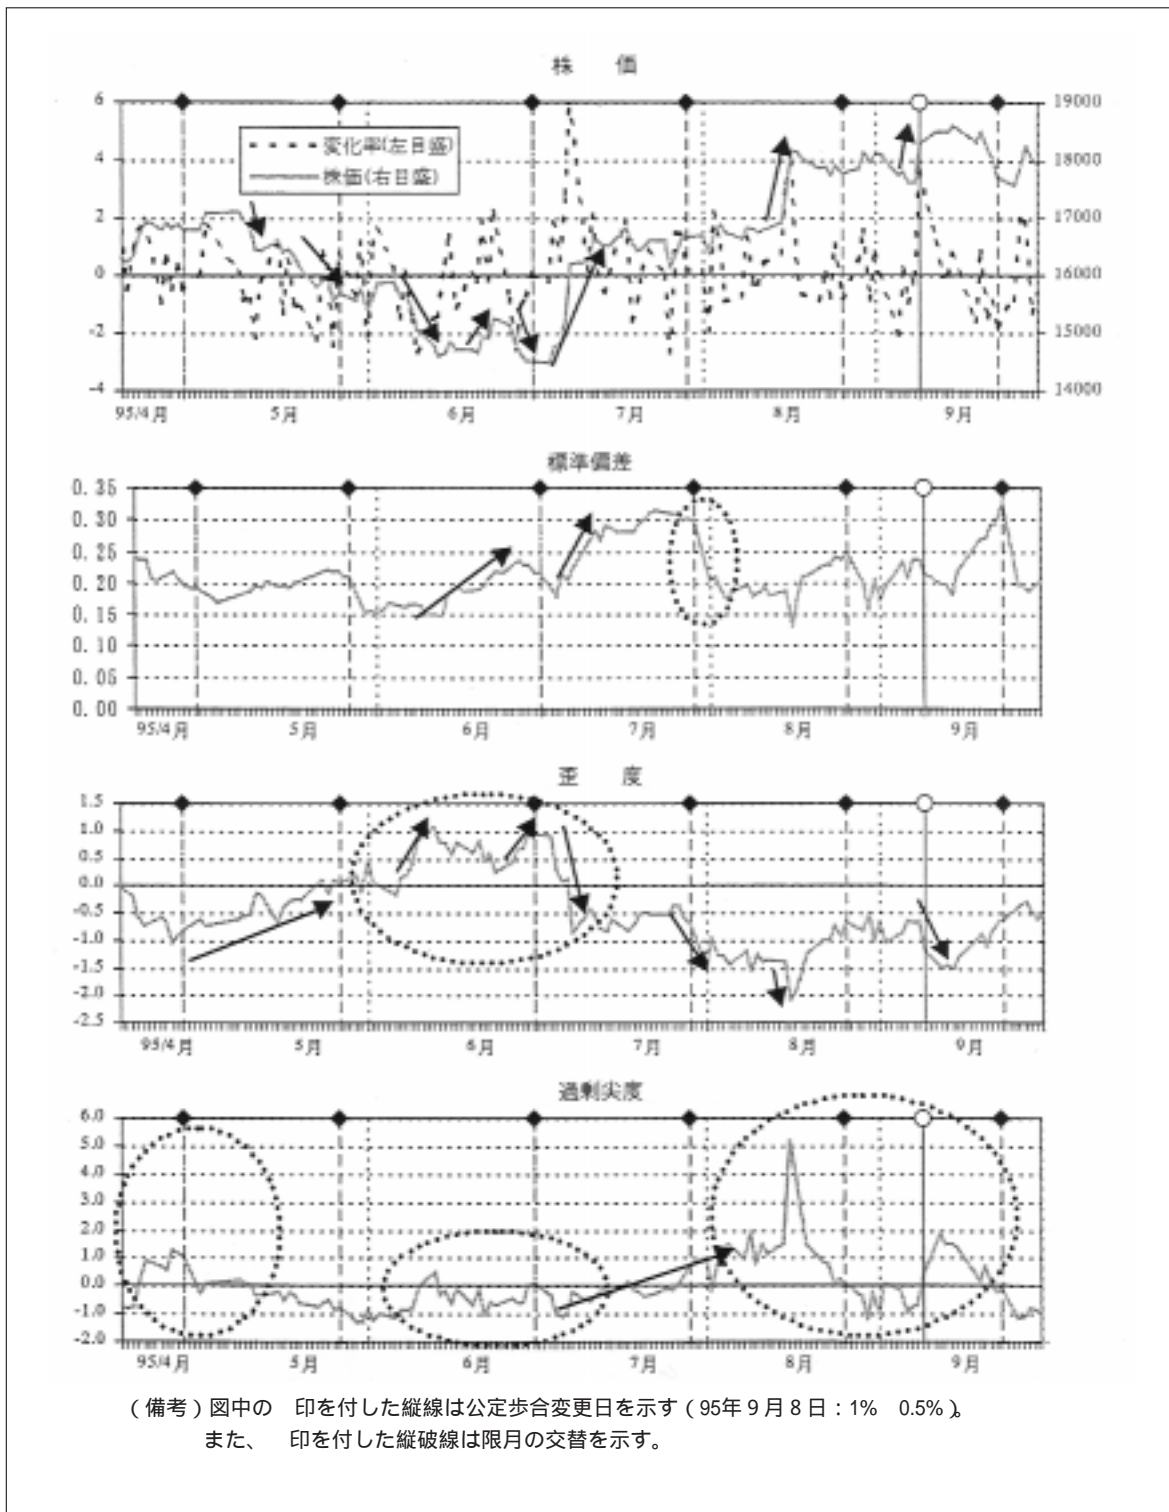 株 価
6 19000
変化率(左目盛)
株価(右目盛)
4 18000
2 17000
0 16000
-2 15000
-4 14000
95/4月 5月 6月 7月 8月 9月
標準偏差
0.35
0.30
0.25
0.20
0.15
0.10
0.05
0.00
95/4月 5月 6月 7月 8月 9月
歪 度
1.5
1.0
0.5
0.0
-0.5
-1.0
-1.5
-2.0
-2.5
95/4月 5月 6月 7月 8月 9月
過剰尖度
6.0
5.0
4.0
3.0
2.0
1.0
0.0
-1.0
-2.0
95/4月 5月 6月 7月 8月 9月
(備考)図中の 印を付した縦線は公定歩合変更日を示す(95年9月8日:1% 0.5%)。
また、 印を付した縦破線は限月の交替を示す。